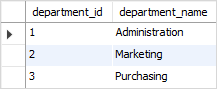 department_id department_name
1 Administration
2 Marketing
3 Purchasing